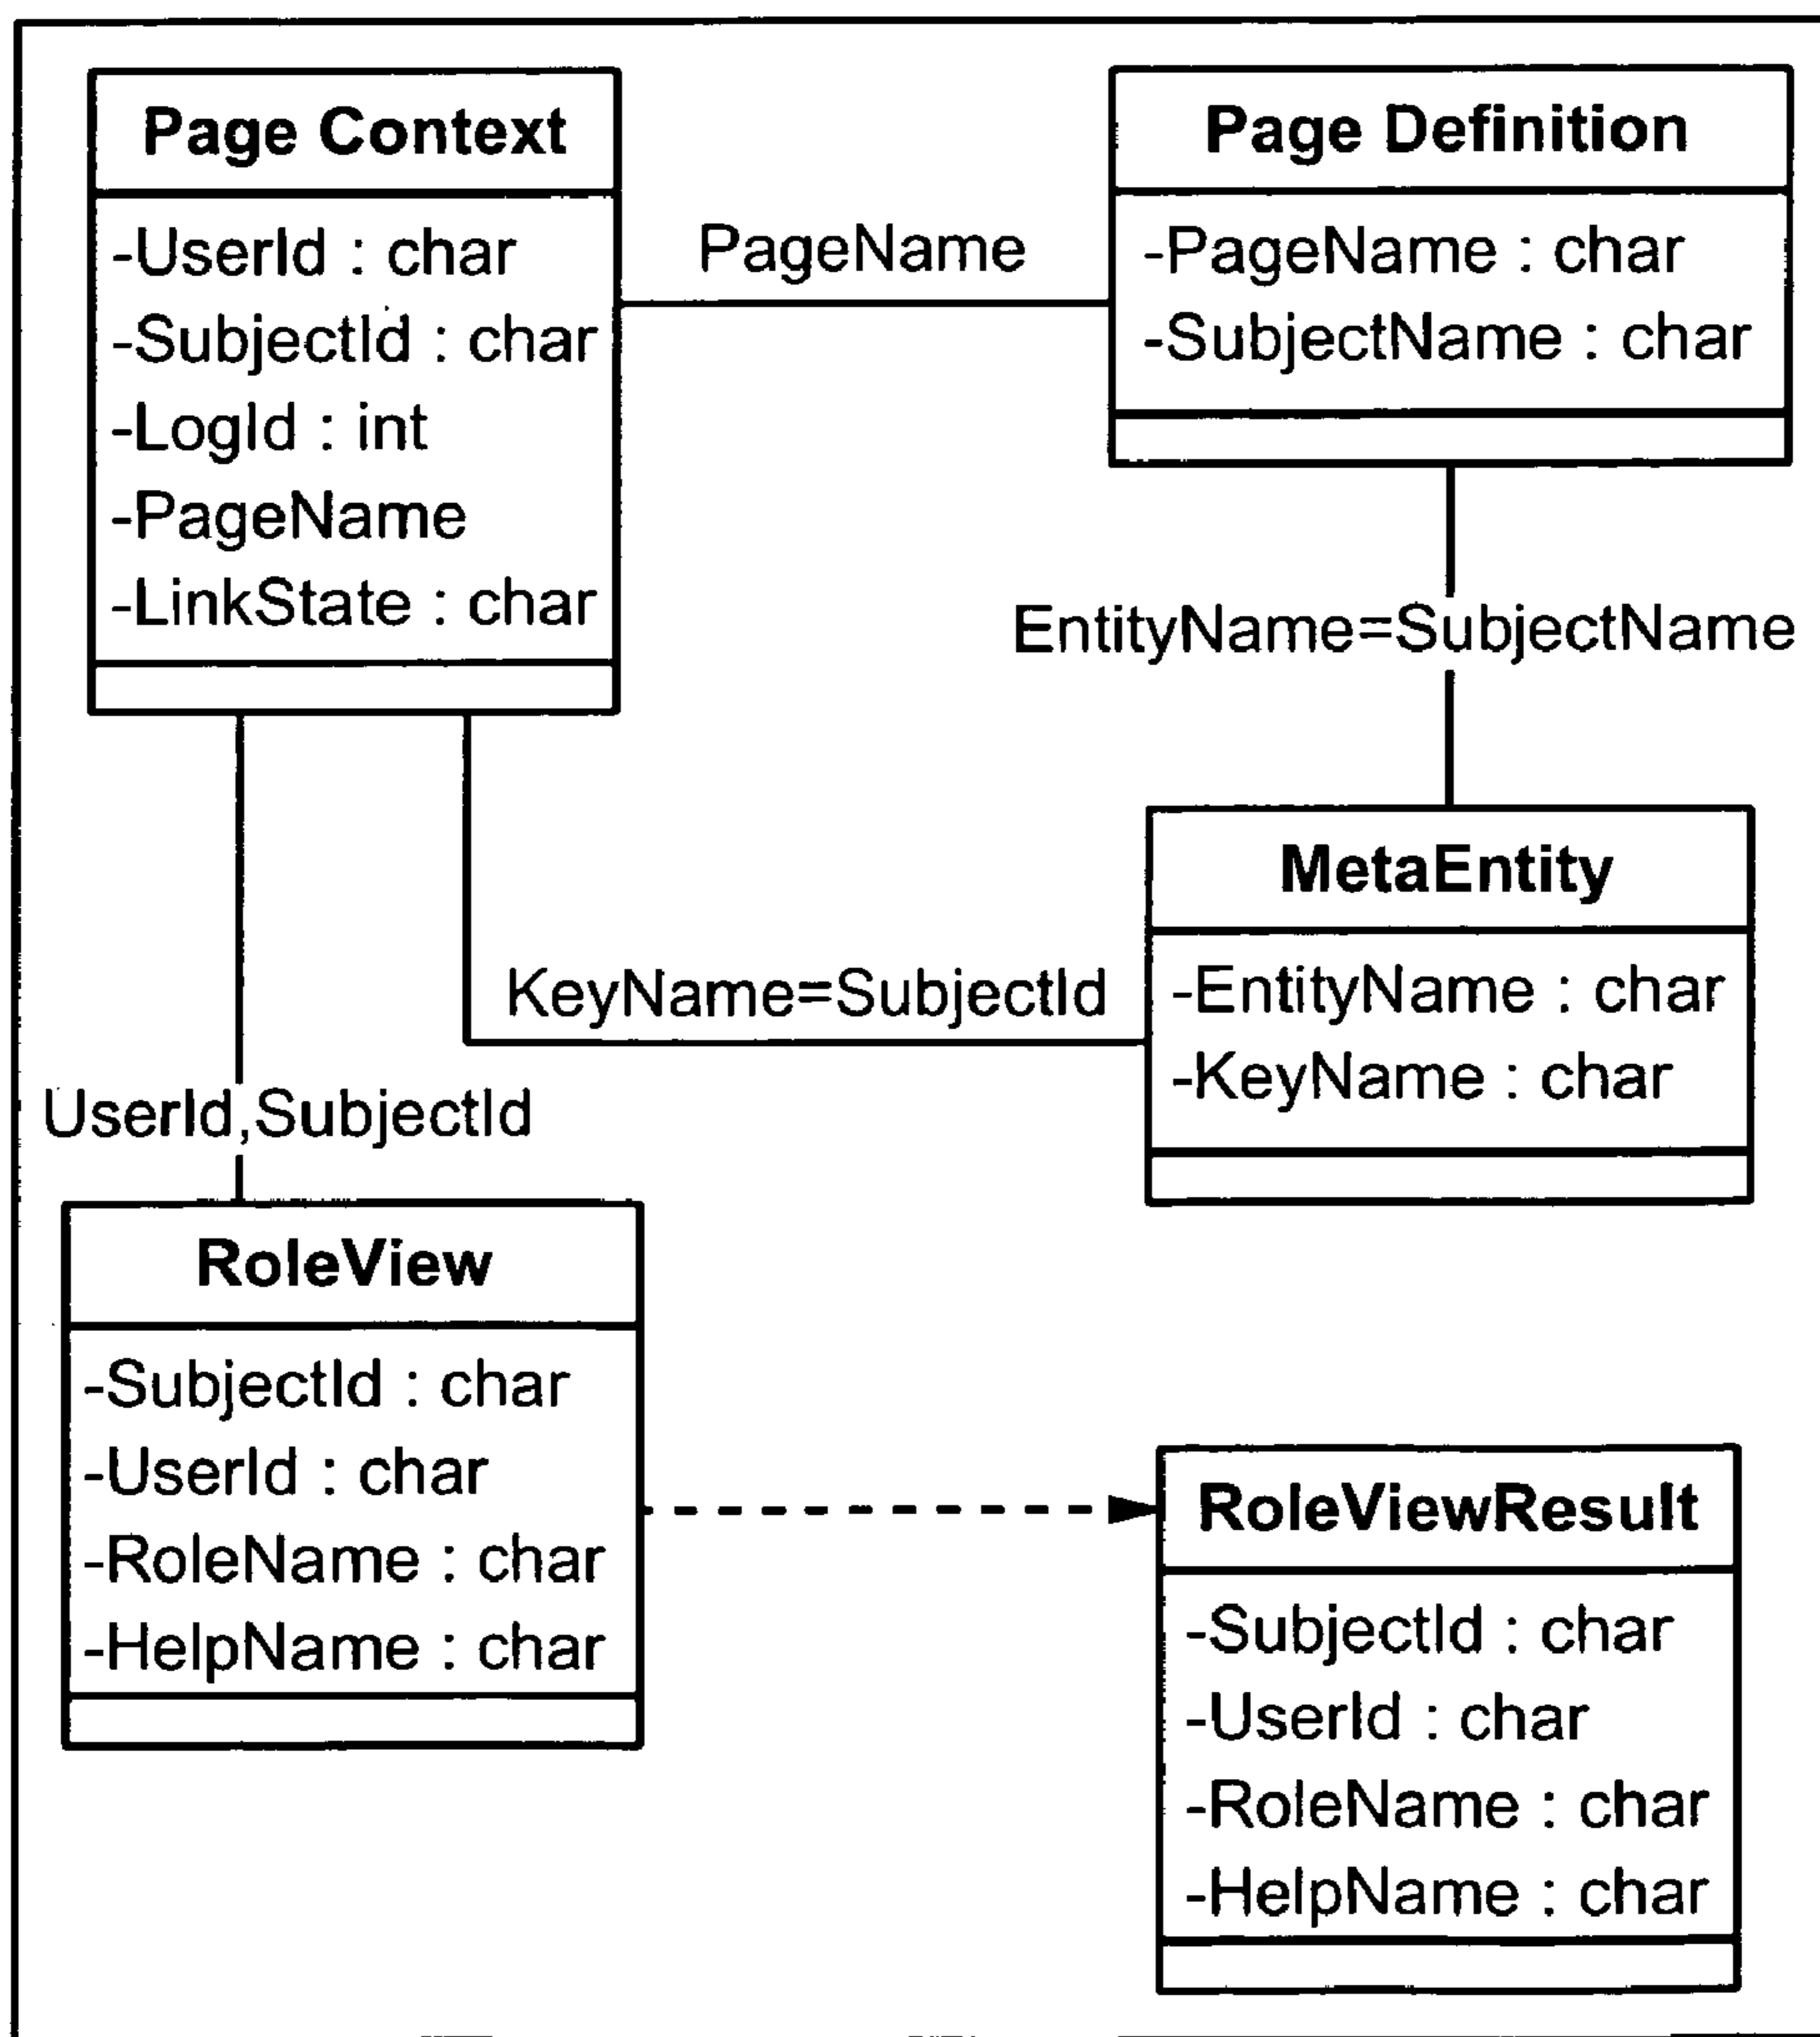 Page Context
-UserId : char
-SubjectId : char
-LogId : int
-PageName
-LinkState : char
PageName
Page Definition
-PageName : char
-SubjectName : char
EntityName=SubjectName
MetaEntity
-EntityName : char
-KeyName : char
KeyName=SubjectId
UserId,SubjectId
RoleView
-SubjectId : char
-UserId : char
-RoleName : char
-HelpName : char
RoleViewResult
-SubjectId : char
-UserId : char
-RoleName : char
-HelpName : char